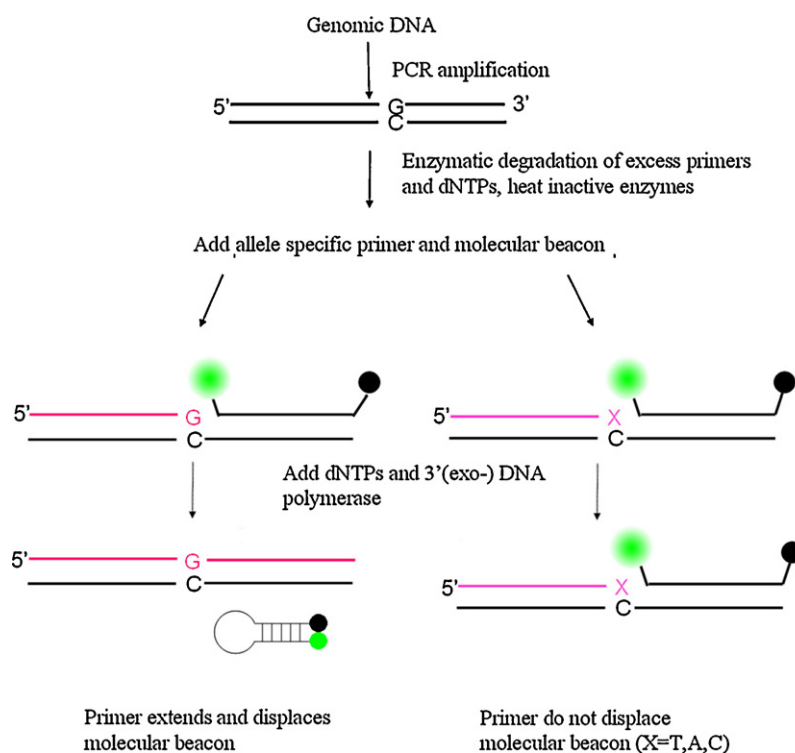 Genomic DNA
PCR amplification
5’ G 3’
C
Enzymatic degradation of excess primers
and dNTPs, heat inactive enzymes
Add allele specific primer and molecular beacon
5’ G
C
5’ X
C
Add dNTPs and 3’(exo-) DNA
polymerase
5’ G
C
5’ X
C
Primer extends and displaces
molecular beacon
Primer do not displace
molecular beacon (X=T,A,C)